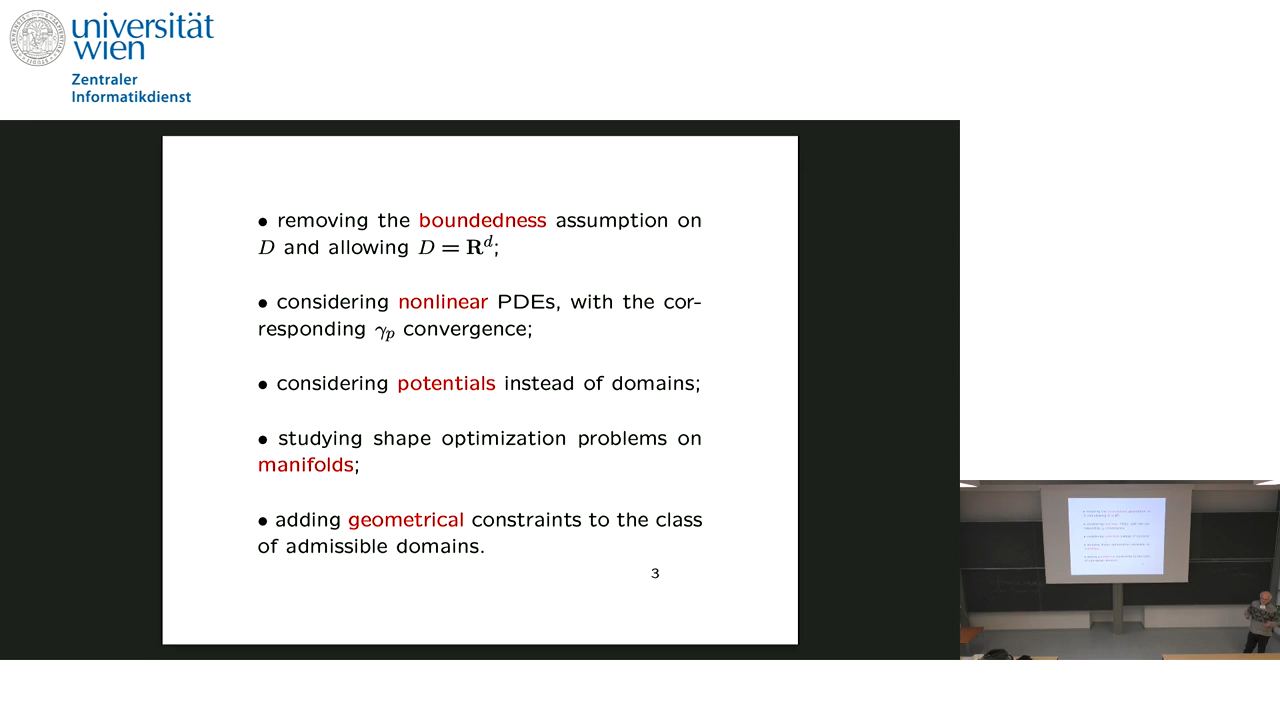 universität
wien
Zentraler
Informatikdienst
• removing the boundedness assumption on
D and allowing D = R^d;
• considering nonlinear PDEs, with the cor-
responding γ_p convergence;
• considering potentials instead of domains;
• studying shape optimization problems on
manifolds;
• adding geometrical constraints to the class
of admissible domains.
3